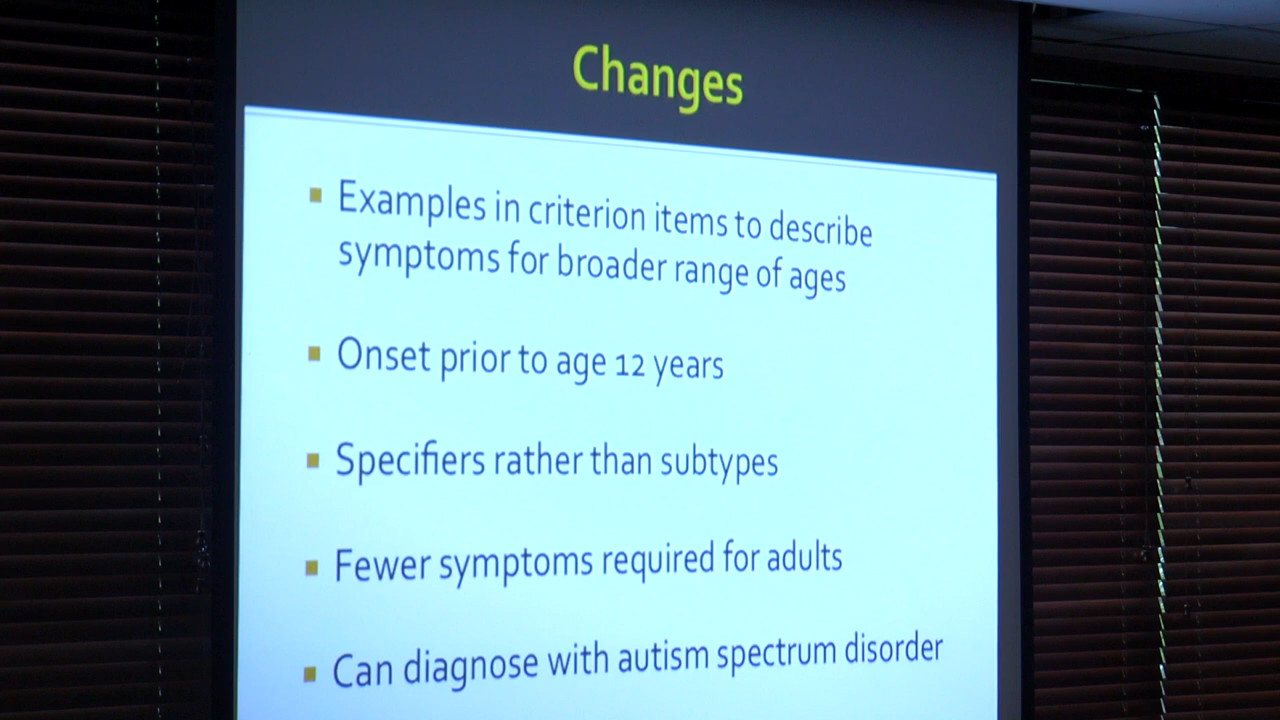 Changes
Examples in criterion items to describe
symptoms for broader range of ages
Onset prior to age 12 years
Specifiers rather than subtypes
Fewer symptoms required for adults
Can diagnose with autism spectrum disorder